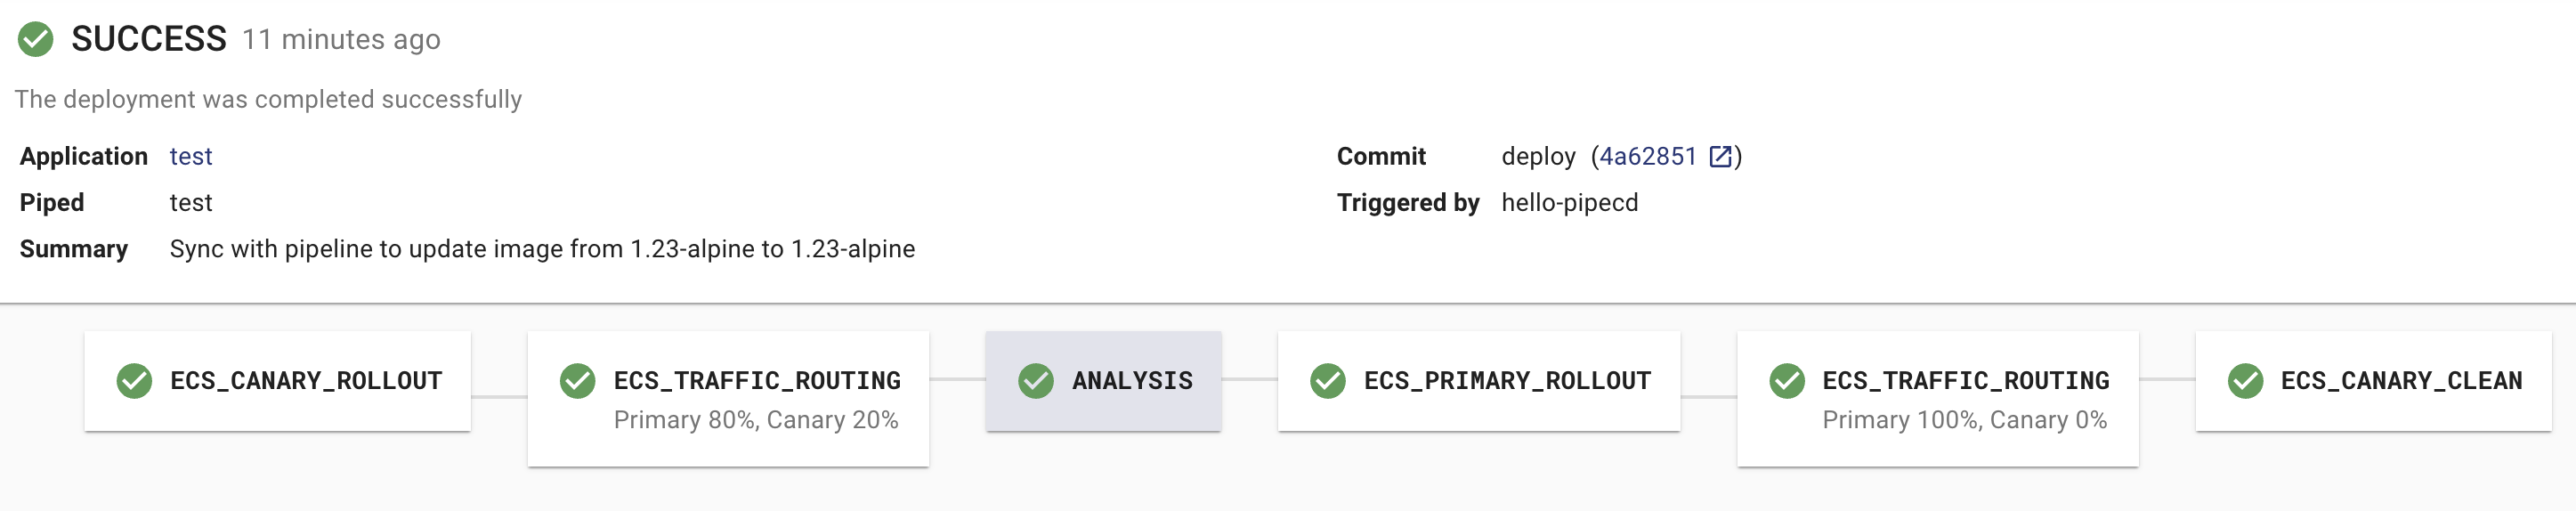 SUCCESS 11 minutes ago
The deployment was completed successfully
Application test
Piped test
Summary Sync with pipeline to update image from 1.23-alpine to 1.23-alpine
Commit deploy (4a62851)
Triggered by hello-pipecd
ECS_CANARY_ROLLOUT
ECS_TRAFFIC_ROUTING
Primary 80%, Canary 20%
ANALYSIS
ECS_PRIMARY_ROLLOUT
ECS_TRAFFIC_ROUTING
Primary 100%, Canary 0%
ECS_CANARY_CLEAN